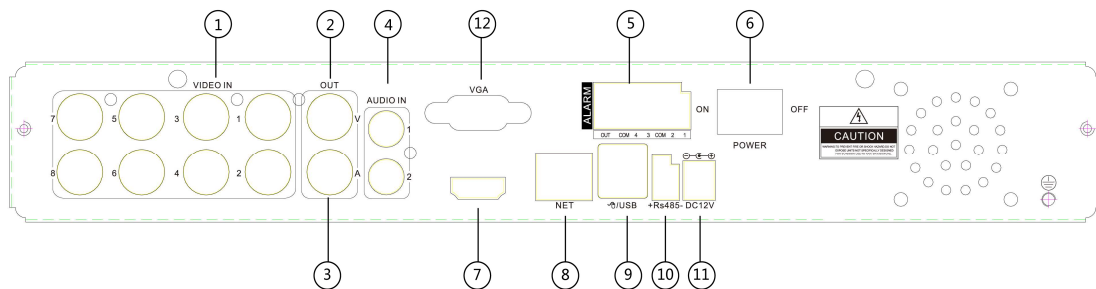 1 2 4 12 5 6
VIDEO IN OUT
AUDIO IN
VGA
ALARM
ON OFF
7 5 3 1 V
1
OUT COM 4 3 COM 2 1
POWER
CAUTION
8 6 4 2 A
2
NET
/USB
+Rs485-
DC12V
3 7 8 9 10 11